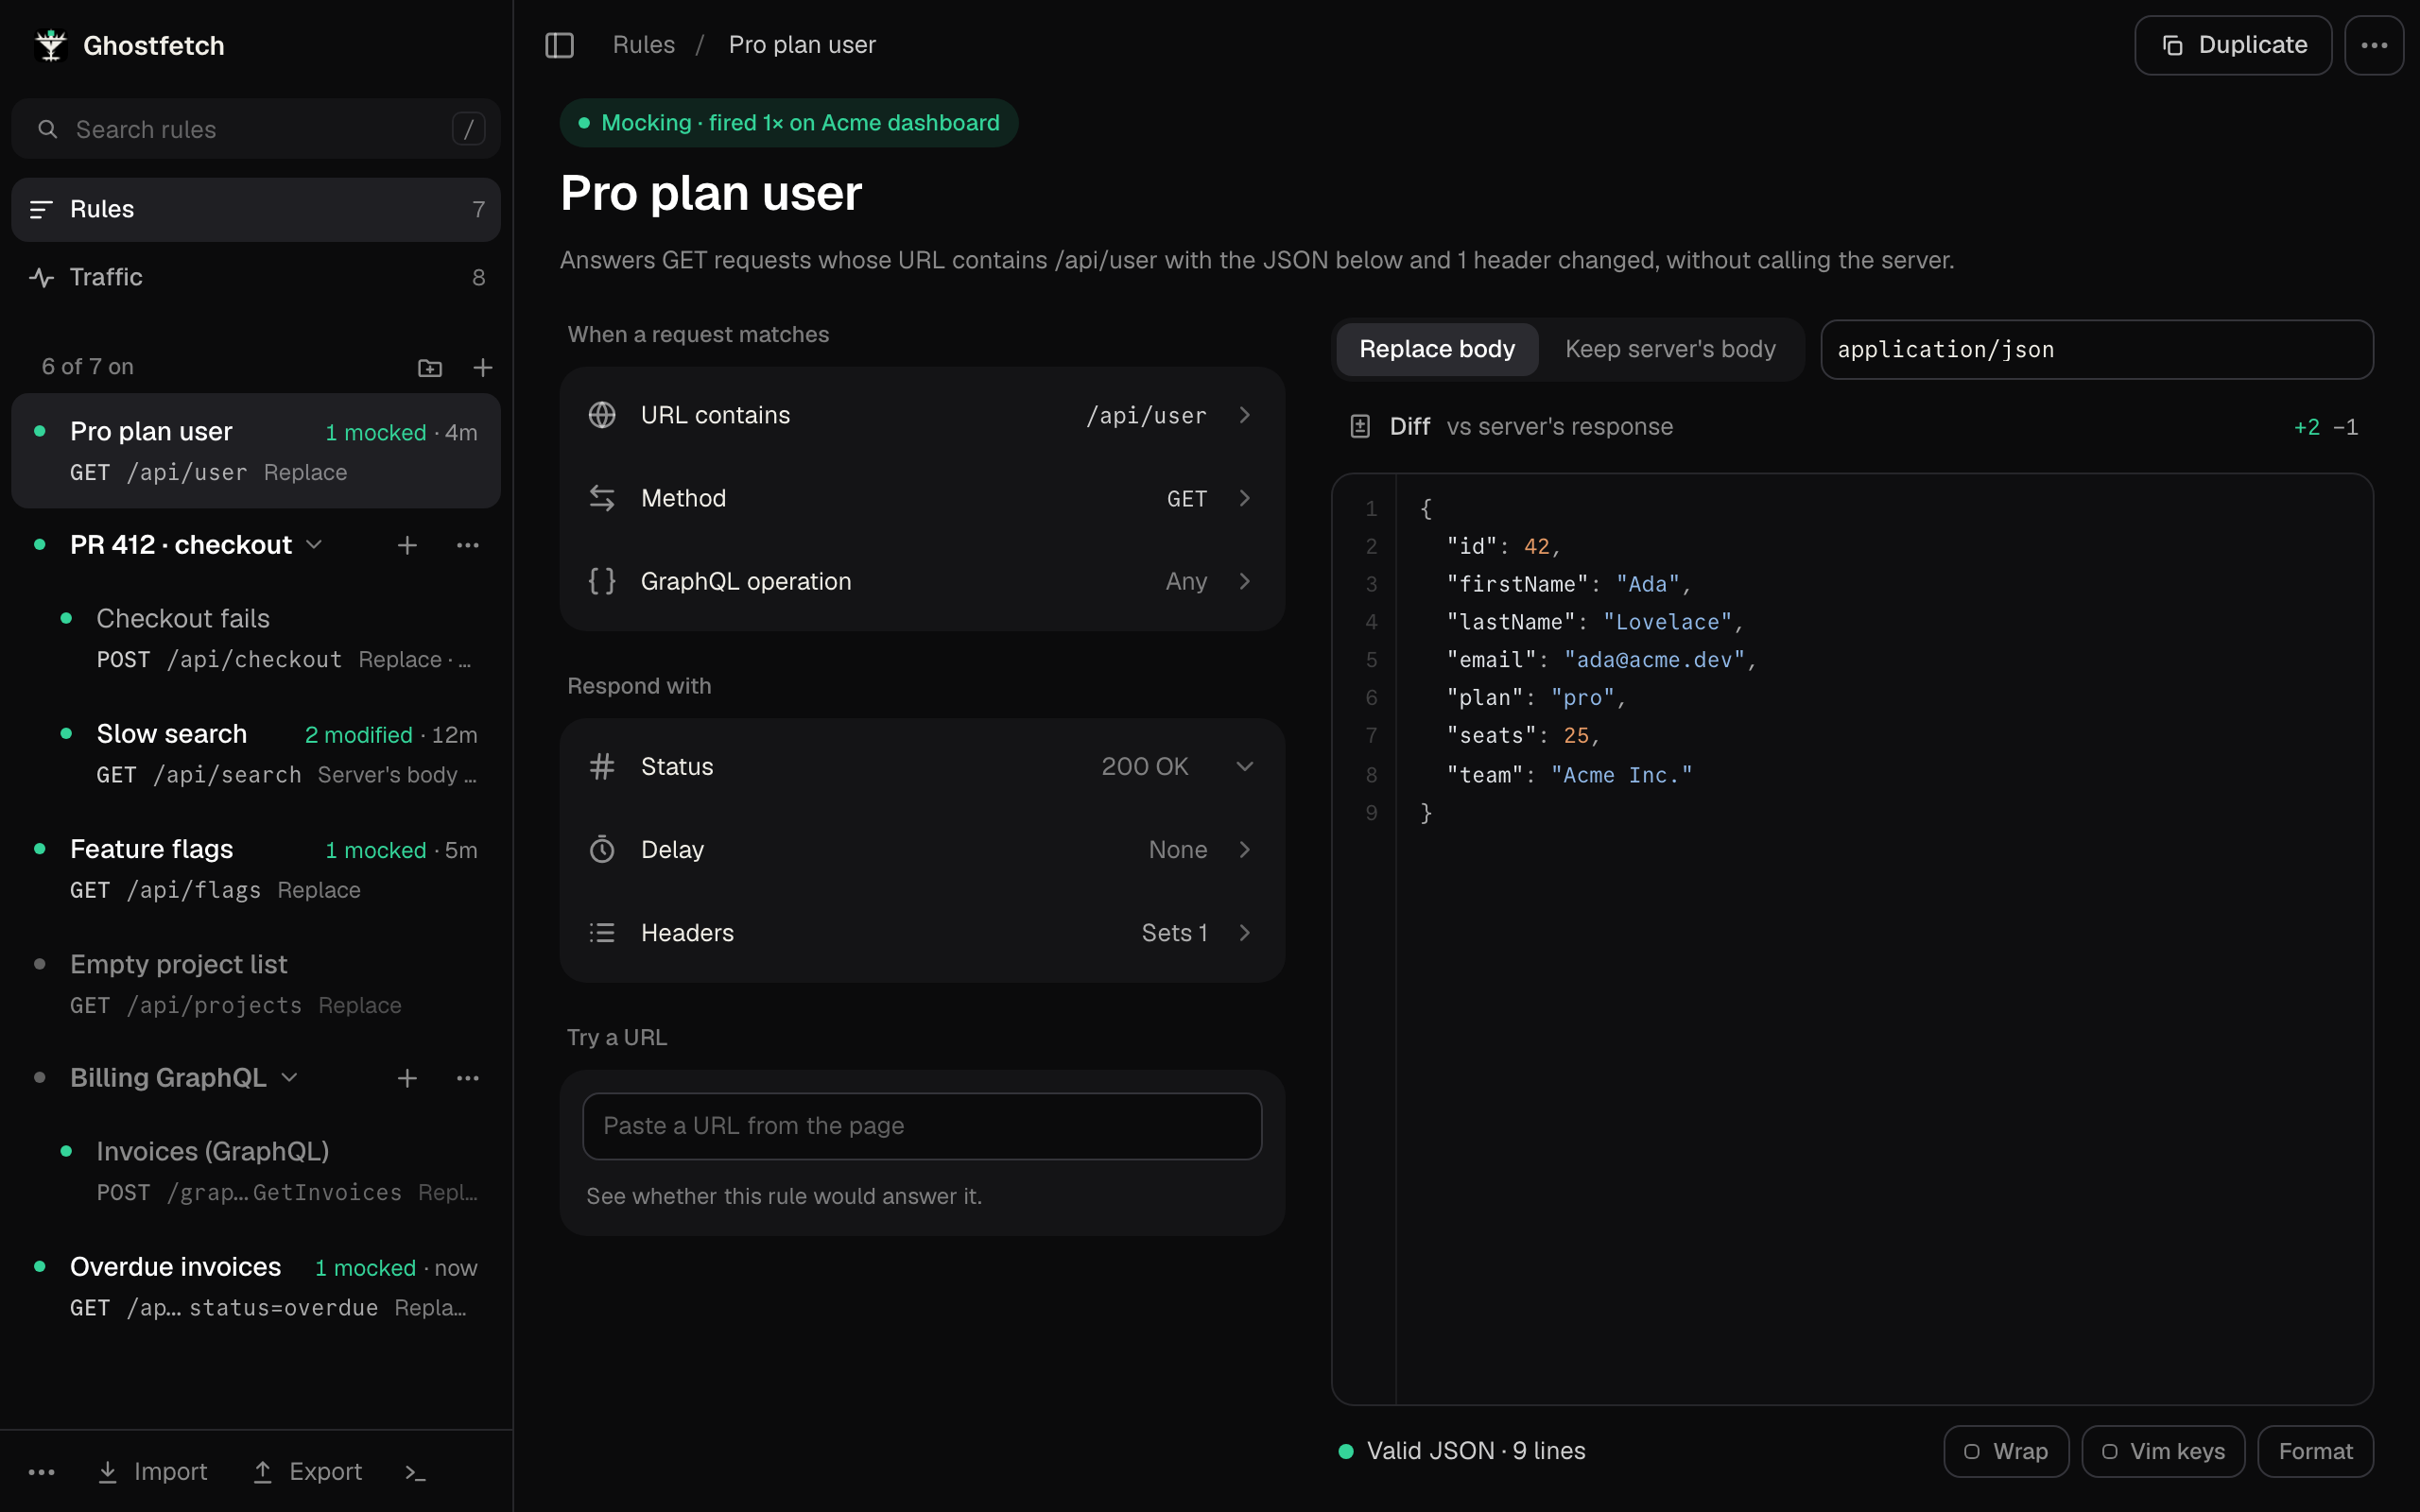 Ghostfetch
Search rules /
Rules 7
Traffic 8
6 of 7 on
Pro plan user 1 mocked · 4m
GET /api/user Replace
PR 412 · checkout
Checkout fails
POST /api/checkout Replace · …
Slow search 2 modified · 12m
GET /api/search Server's body …
Feature flags 1 mocked · 5m
GET /api/flags Replace
Empty project list
GET /api/projects Replace
Billing GraphQL
Invoices (GraphQL)
POST /grap… GetInvoices Repl…
Overdue invoices 1 mocked · now
GET /ap… status=overdue Repla…
Import Export
Rules / Pro plan user
Duplicate
Mocking · fired 1× on Acme dashboard
Pro plan user
Answers GET requests whose URL contains /api/user with the JSON below and 1 header changed, without calling the server.
When a request matches
URL contains /api/user
Method GET
GraphQL operation Any
Respond with
Status 200 OK
Delay None
Headers Sets 1
Try a URL
Paste a URL from the page
See whether this rule would answer it.
Replace body Keep server's body application/json
Diff vs server's response +2 −1
1 {
2 "id": 42,
3 "firstName": "Ada",
4 "lastName": "Lovelace",
5 "email": "ada@acme.dev",
6 "plan": "pro",
7 "seats": 25,
8 "team": "Acme Inc."
9 }
Valid JSON · 9 lines
Wrap Vim keys Format